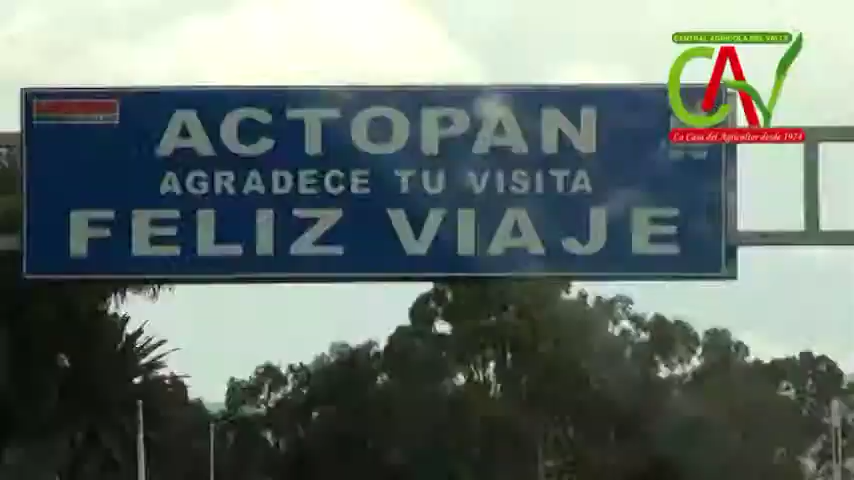 CENTRAL AGRICOLA DEL VALLE
CAV
La Casa del Agricultor desde 1974
ACTOPAN
AGRADECE TU VISITA
FELIZ VIAJE